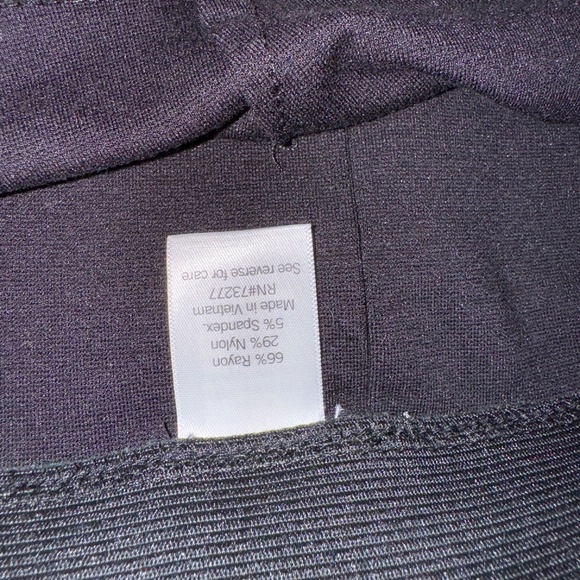 66% Rayon
29% Nylon
5% Spandex.
Made in Vietnam
RN#73277
See reverse for care